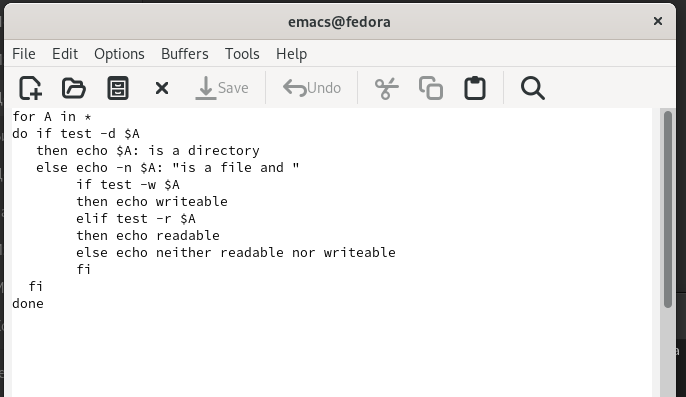 emacs@fedora
File Edit Options Buffers Tools Help
Save Undo
for A in *
do if test -d $A
   then echo $A: is a directory
   else echo -n $A: "is a file and "
        if test -w $A
        then echo writeable
        elif test -r $A
        then echo readable
        else echo neither readable nor writeable
        fi
  fi
done